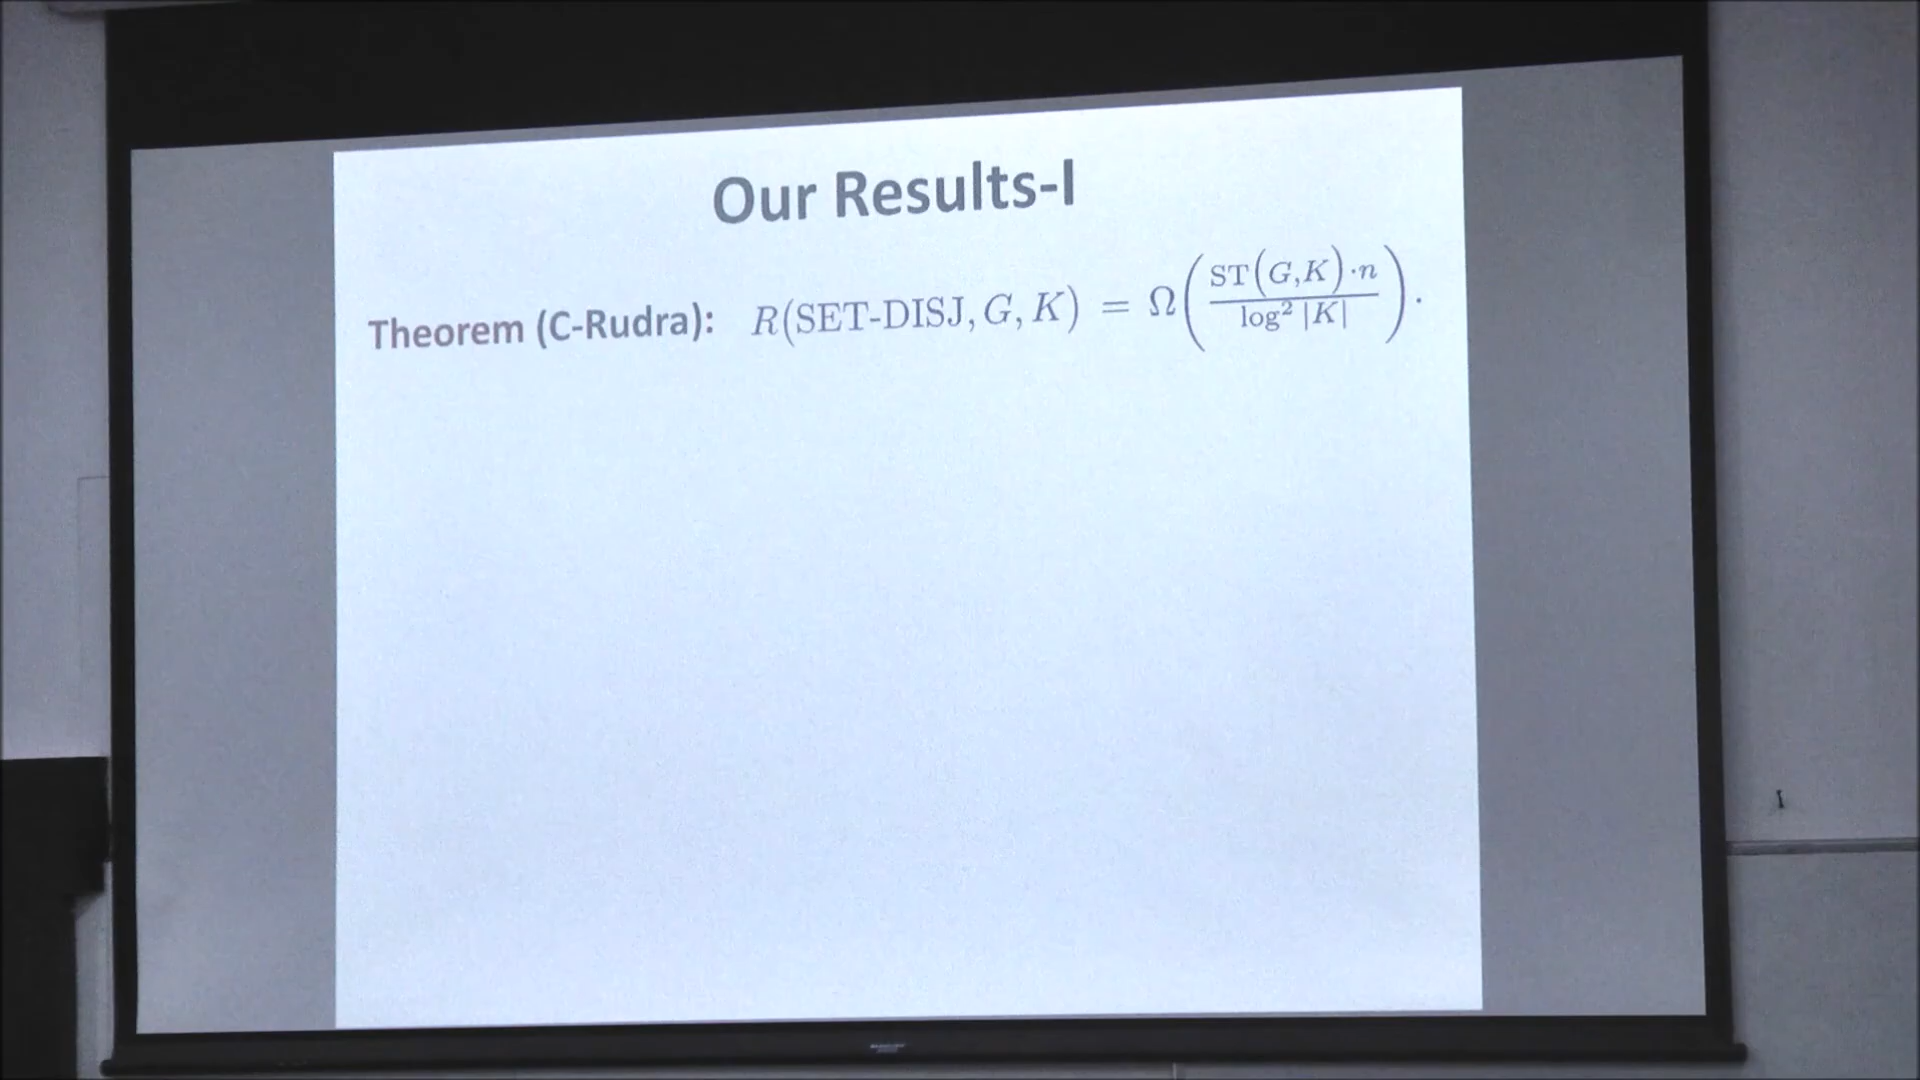 Our Results-I
Theorem (C-Rudra): R(SET-DISJ, G, K) = Ω(ST(G,K)·n / log² |K|).